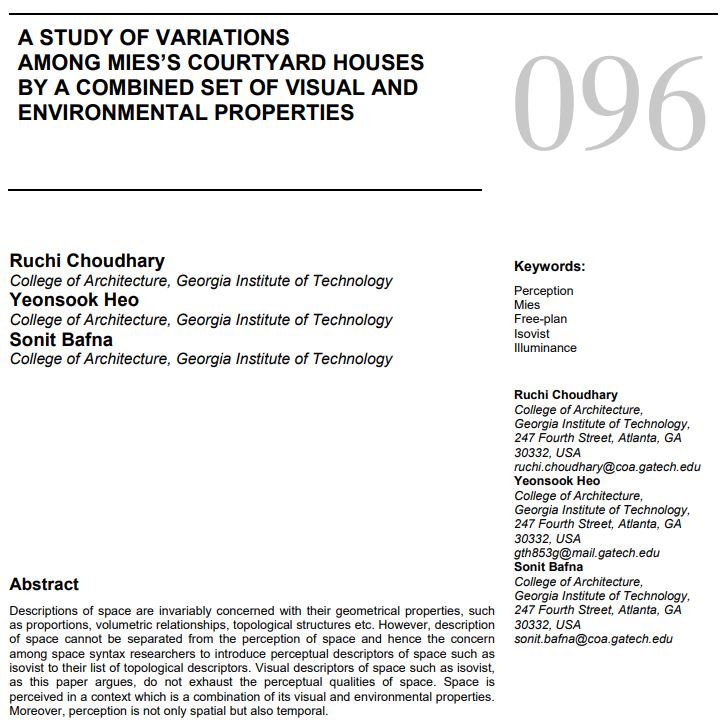 A STUDY OF VARIATIONS
AMONG MIES'S COURTYARD HOUSES
BY A COMBINED SET OF VISUAL AND
ENVIRONMENTAL PROPERTIES
096
Ruchi Choudhary
College of Architecture, Georgia Institute of Technology
Yeonsook Heo
College of Architecture, Georgia Institute of Technology
Sonit Bafna
College of Architecture, Georgia Institute of Technology
Keywords:
Perception
Mies
Free-plan
Isovist
Illuminance
Ruchi Choudhary
College of Architecture,
Georgia Institute of Technology,
247 Fourth Street, Atlanta, GA
30332, USA
ruchi.choudhary@coa.gatech.edu
Yeonsook Heo
College of Architecture,
Georgia Institute of Technology,
247 Fourth Street, Atlanta, GA
30332, USA
gth853g@mail.gatech.edu
Sonit Bafna
College of Architecture,
Georgia Institute of Technology,
247 Fourth Street, Atlanta, GA
30332, USA
sonit.bafna@coa.gatech.edu
Abstract
Descriptions of space are invariably concerned with their geometrical properties, such
as proportions, volumetric relationships, topological structures etc. However, description
of space cannot be separated from the perception of space and hence the concern
among space syntax researchers to introduce perceptual descriptors of space such as
isovist to their list of topological descriptors. Visual descriptors of space such as isovist,
as this paper argues, do not exhaust the perceptual qualities of space. Space is
perceived in a context which is a combination of its visual and environmental properties.
Moreover, perception is not only spatial but also temporal.